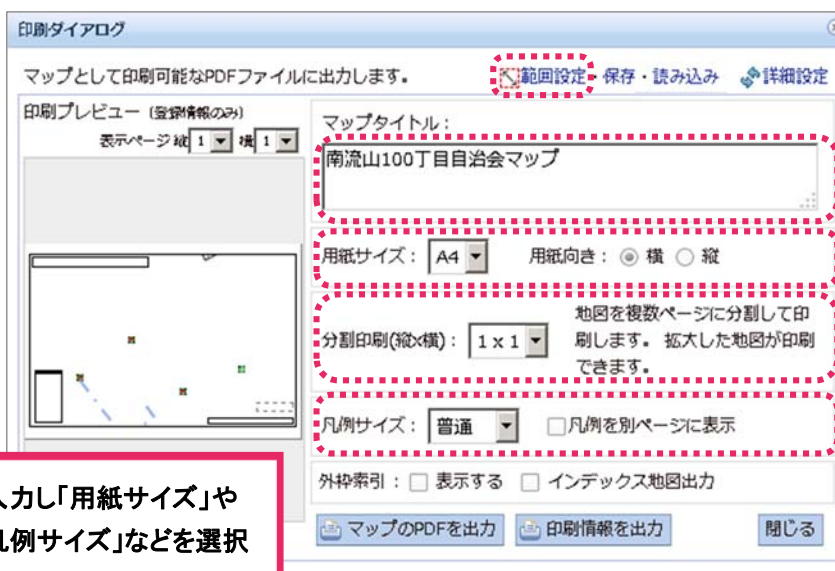 印刷ダイアログ
マップとして印刷可能なPDFファイルに出力します。
範囲設定・保存・読み込み 詳細設定
印刷プレビュー (登録情報のみ)
表示ページ 縦 1 横 1
マップタイトル:
南流山100丁目自治会マップ
用紙サイズ: A4 用紙向き: 横 縦
分割印刷(縦×横): 1 x 1
地図を複数ページに分割して印
刷します。 拡大した地図が印刷
できます。
凡例サイズ: 普通 凡例を別ページに表示
外枠索引: 表示する インデックス地図出力
マップのPDFを出力 印刷情報を出力 閉じる
力し「用紙サイズ」や
例サイズ」などを選択